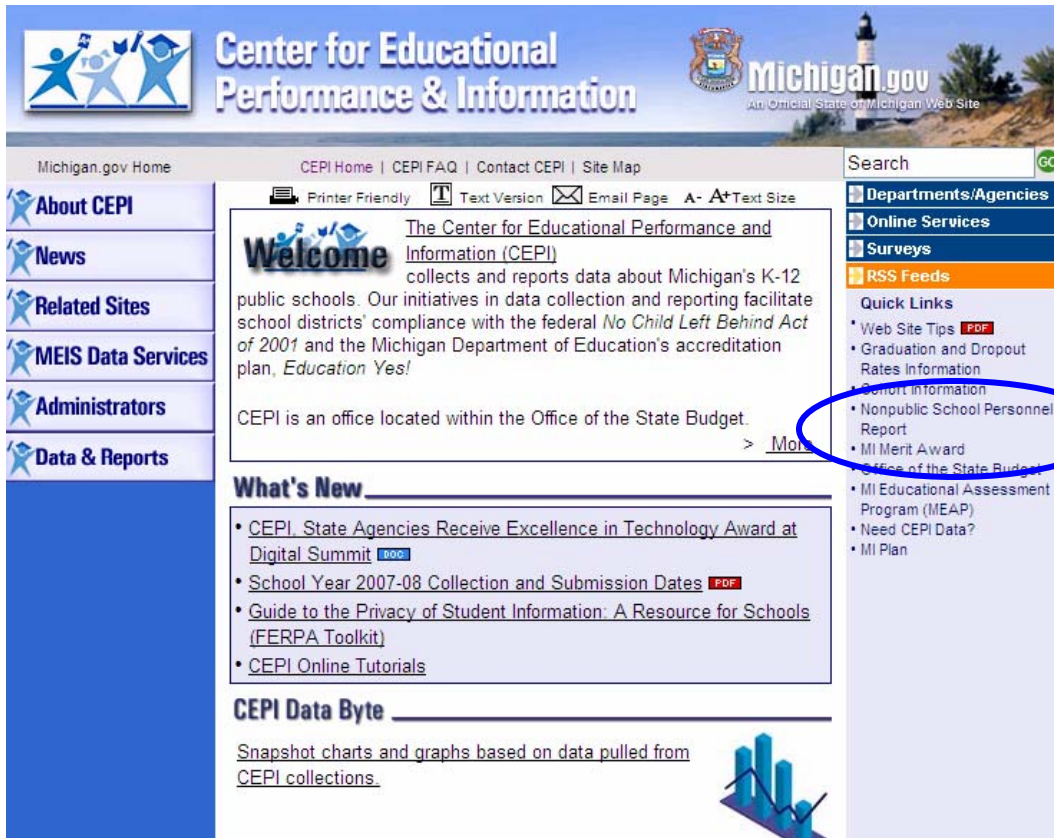 Center for Educational
Performance & Information
Michigan.gov
An Official State of Michigan Web Site
Michigan.gov Home
CEPI Home | CEPI FAQ | Contact CEPI | Site Map
Search
GO
About CEPI
News
Related Sites
MEIS Data Services
Administrators
Data & Reports
Printer Friendly T Text Version Email Page A- A+ Text Size
Welcome
The Center for Educational Performance and
Information (CEPI)
collects and reports data about Michigan's K-12
public schools. Our initiatives in data collection and reporting facilitate
school districts' compliance with the federal No Child Left Behind Act
of 2001 and the Michigan Department of Education's accreditation
plan, Education Yes!
CEPI is an office located within the Office of the State Budget.
> More
What's New
• CEPI, State Agencies Receive Excellence in Technology Award at
Digital Summit DOC
• School Year 2007-08 Collection and Submission Dates PDF
• Guide to the Privacy of Student Information: A Resource for Schools
(FERPA Toolkit)
• CEPI Online Tutorials
CEPI Data Byte
Snapshot charts and graphs based on data pulled from
CEPI collections.
Departments/Agencies
Online Services
Surveys
RSS Feeds
Quick Links
• Web Site Tips PDF
• Graduation and Dropout
Rates Information
• Cohort Information
• Nonpublic School Personnel
Report
• MI Merit Award
• Office of the State Budget
• MI Educational Assessment
Program (MEAP)
• Need CEPI Data?
• MI Plan